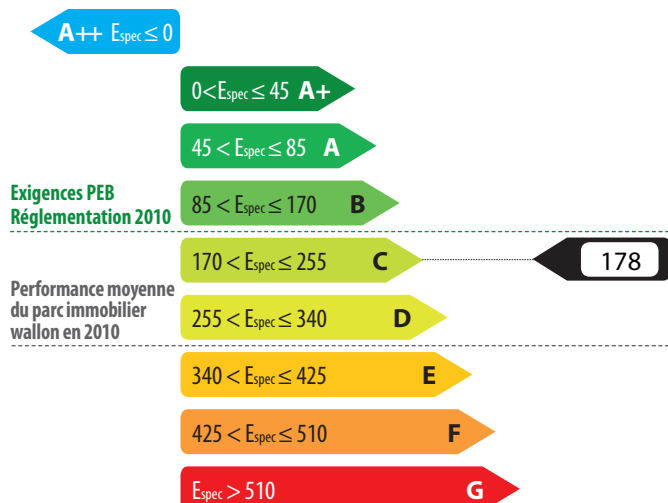 A++ Espec ≤ 0
0<Espec ≤ 45 A+
45 < Espec ≤ 85 A
Exigences PEB
Réglementation 2010
85 < Espec ≤ 170 B
170 < Espec ≤ 255 C
178
Performance moyenne
du parc immobilier
wallon en 2010
255 < Espec ≤ 340 D
340 < Espec ≤ 425 E
425 < Espec ≤ 510 F
Espec > 510 G